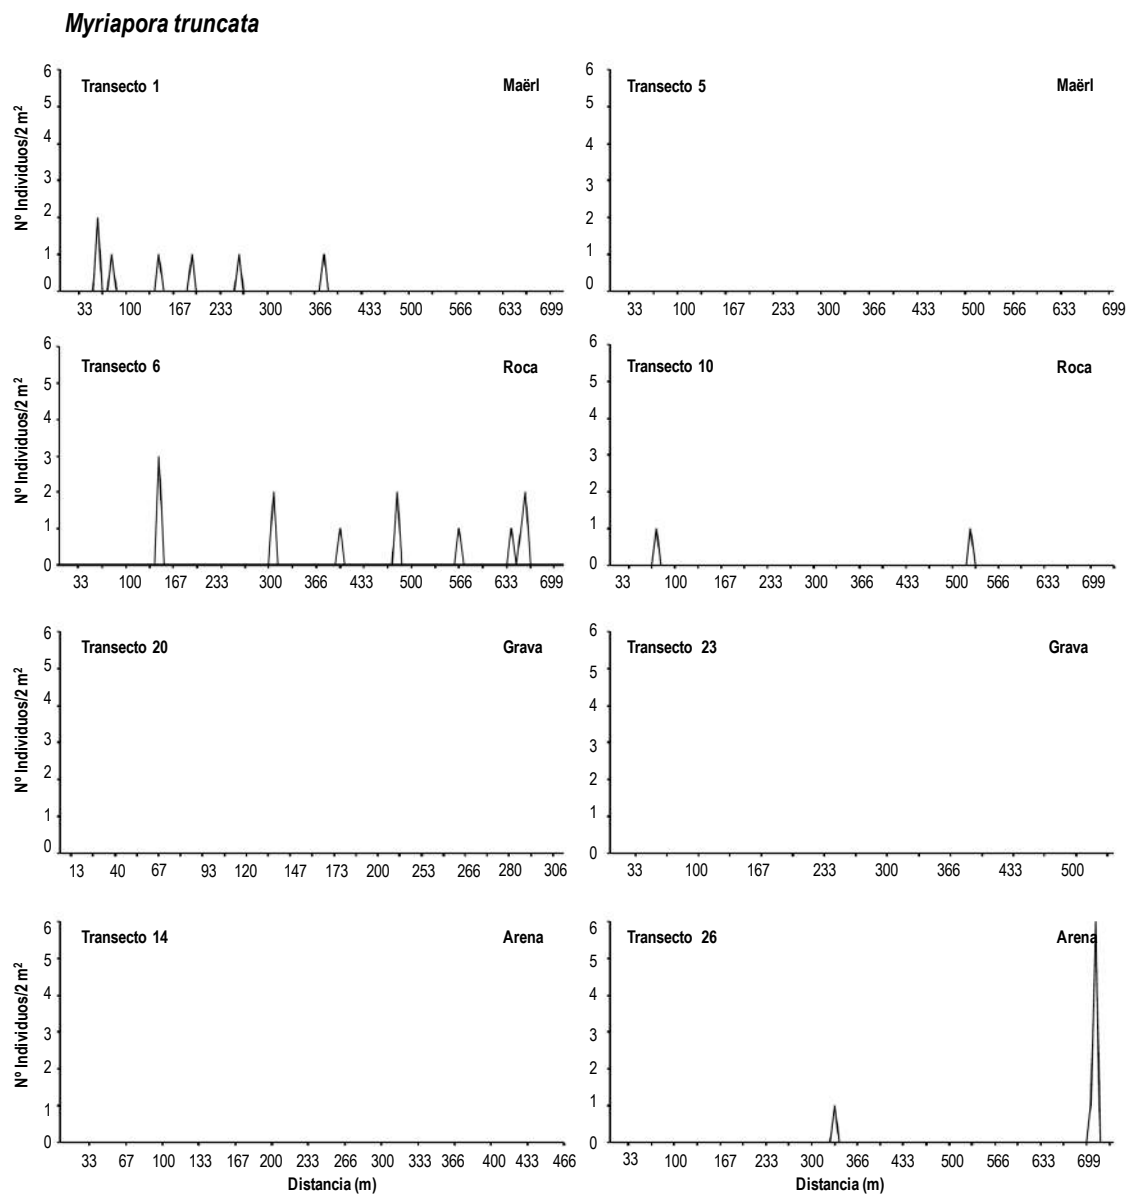 Myriapora truncata
Transecto 1 Maërl
Nº Individuos/2 m²
6
5
4
3
2
1
0
33 100 167 233 300 366 433 500 566 633 699
Transecto 5 Maërl
6
5
4
3
2
1
0
33 100 167 233 300 366 433 500 566 633 699
Transecto 6 Roca
Nº Individuos/2 m²
6
5
4
3
2
1
0
33 100 167 233 300 366 433 500 566 633 699
Transecto 10 Roca
6
5
4
3
2
1
0
33 100 167 233 300 366 433 500 566 633 699
Transecto 20 Grava
Nº Individuos/2 m²
6
5
4
3
2
1
0
13 40 67 93 120 147 173 200 253 266 280 306
Transecto 23 Grava
6
5
4
3
2
1
0
33 100 167 233 300 366 433 500
Transecto 14 Arena
Nº Individuos/2 m²
6
5
4
3
2
1
0
33 67 100 133 167 200 233 266 300 333 366 400 433 466
Distancia (m)
Transecto 26 Arena
6
5
4
3
2
1
0
33 100 167 233 300 366 433 500 566 633 699
Distancia (m)